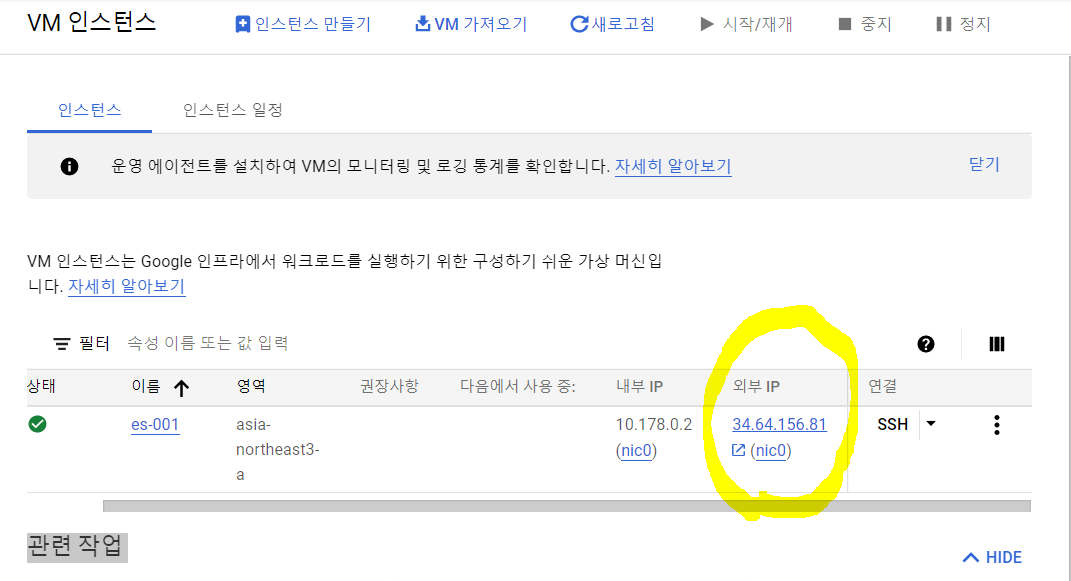 VM 인스턴스 인스턴스 만들기 VM 가져오기 새로고침 시작/재개 중지 정지
인스턴스 인스턴스 일정
운영 에이전트를 설치하여 VM의 모니터링 및 로깅 통계를 확인합니다. 자세히 알아보기 닫기
VM 인스턴스는 Google 인프라에서 워크로드를 실행하기 위한 구성하기 쉬운 가상 머신입
니다. 자세히 알아보기
필터 속성 이름 또는 값 입력
상태 이름 영역 권장사항 다음에서 사용 중: 내부 IP 외부 IP 연결
es-001 asia- 10.178.0.2 34.64.156.81 SSH
northeast3- (nic0) (nic0)
a
관련 작업
HIDE